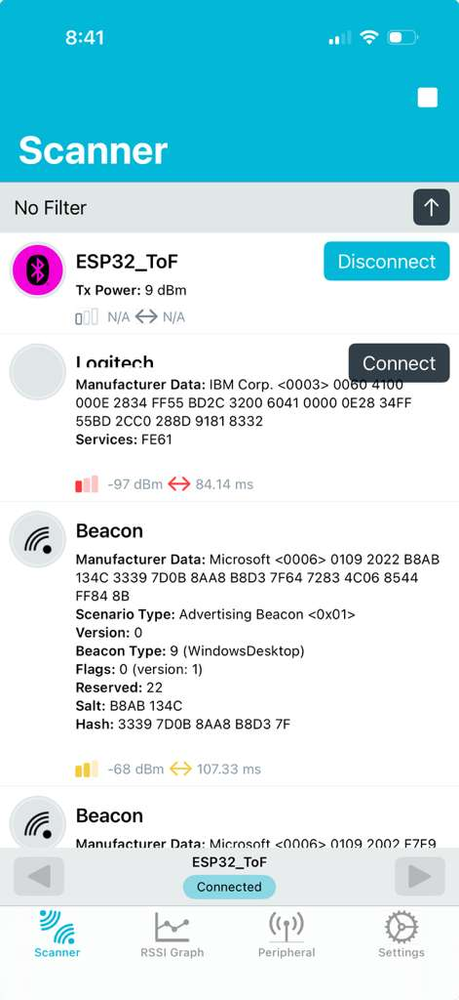 8:41
Scanner
No Filter
ESP32_ToF
Disconnect
Tx Power: 9 dBm
N/A N/A
Logitech
Connect
Manufacturer Data: IBM Corp. <0003> 0060 4100
000E 2834 FF55 BD2C 3200 6041 0000 0E28 34FF
55BD 2CC0 288D 9181 8332
Services: FE61
-97 dBm 84.14 ms
Beacon
Manufacturer Data: Microsoft <0006> 0109 2022 B8AB
134C 3339 7D0B 8AA8 B8D3 7F64 7283 4C06 8544
FF84 8B
Scenario Type: Advertising Beacon <0x01>
Version: 0
Beacon Type: 9 (WindowsDesktop)
Flags: 0 (version: 1)
Reserved: 22
Salt: B8AB 134C
Hash: 3339 7D0B 8AA8 B8D3 7F
-68 dBm 107.33 ms
Beacon
Manufacturer Data: Microsoft <0006> 0109 2002 F7F9
ESP32_ToF
Connected
Scanner
RSSI Graph
Peripheral
Settings